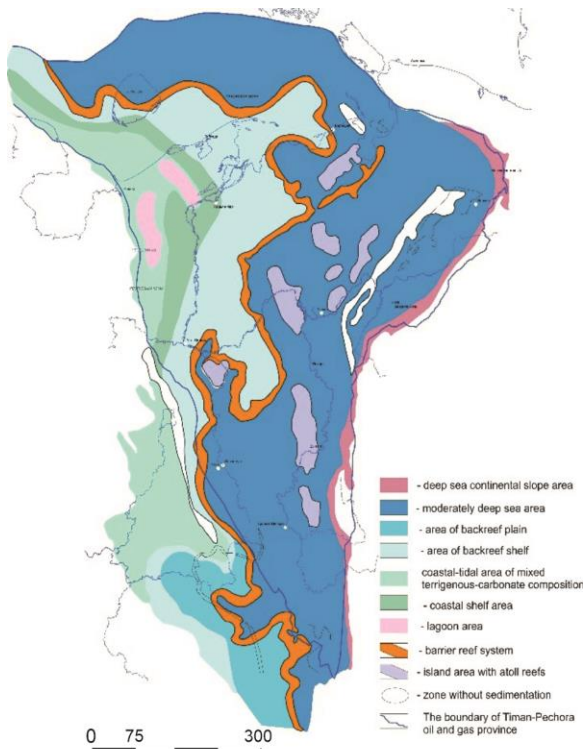 - deep sea continental slope area
- moderately deep sea area
- area of backreef plain
- area of backreef shelf
coastal-tidal area of mixed
terrigenous-carbonate composition
- coastal shelf area
- lagoon area
- barrier reef system
- island area with atoll reefs
- zone without sedimentation
The boundary of Timan-Pechora
oil and gas province
0 75 300